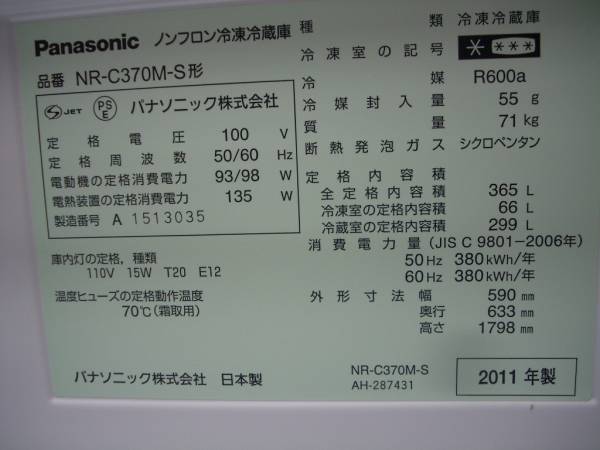 Panasonic ノンフロン冷凍冷蔵庫
品番 NR-C370M-S形
S JET PSE パナソニック株式会社
定格電圧 100 V
定格周波数 50/60 Hz
電動機の定格消費電力 93/98 W
電熱装置の定格消費電力 135 W
製造番号 A 1513035
庫内灯の定格，種類
110V 15W T20 E12
温度ヒューズの定格動作温度
70℃(霜取用)
パナソニック株式会社 日本製
種類 冷凍冷蔵庫
冷凍室の記号 * ***
冷媒 R600a
冷媒封入量 55 g
質量 71 kg
断熱発泡ガス シクロペンタン
定格内容積
全定格内容積 365 L
冷凍室の定格内容積 66 L
冷蔵室の定格内容積 299 L
消費電力量(JIS C 9801-2006年)
50 Hz 380 kWh/年
60 Hz 380 kWh/年
外形寸法 幅 590 mm
奥行 633 mm
高さ 1798 mm
NR-C370M-S
AH-287431
2011 年製